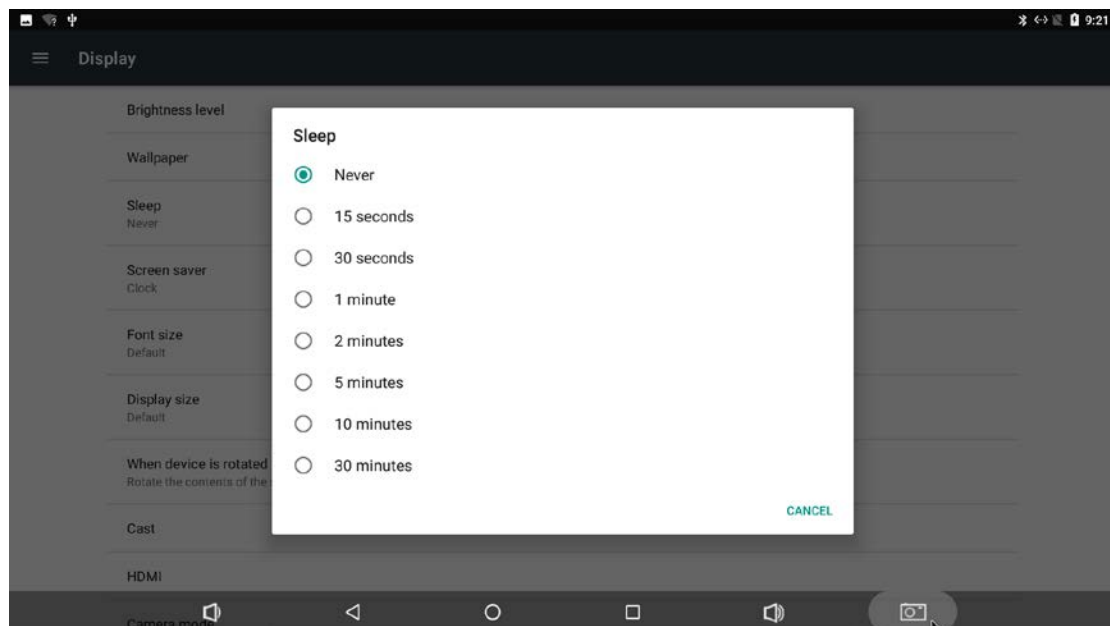 9:21
Display
Brightness level
Wallpaper
Sleep
Never
Screen saver
Clock
Font size
Default
Display size
Default
When device is rotated
Rotate the contents of the
Cast
HDMI
Camera mode
Sleep
Never
15 seconds
30 seconds
1 minute
2 minutes
5 minutes
10 minutes
30 minutes
CANCEL